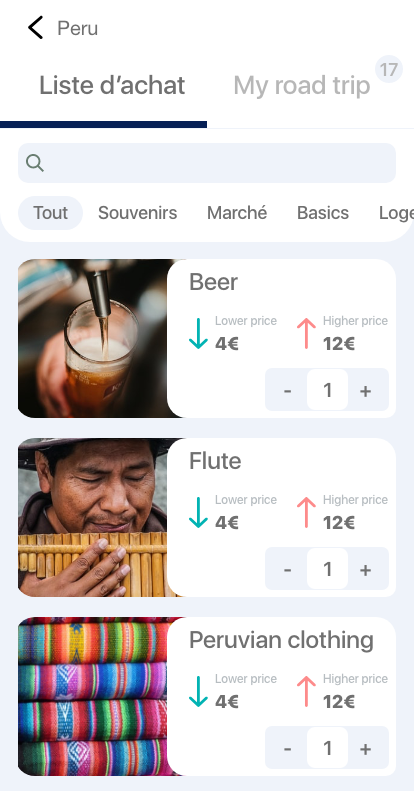 Peru
Liste d’achat
My road trip
17
Tout Souvenirs Marché Basics Loge
Beer
Lower price Higher price
4€ 12€
- 1 +
Flute
Lower price Higher price
4€ 12€
- 1 +
Peruvian clothing
Lower price Higher price
4€ 12€
- 1 +